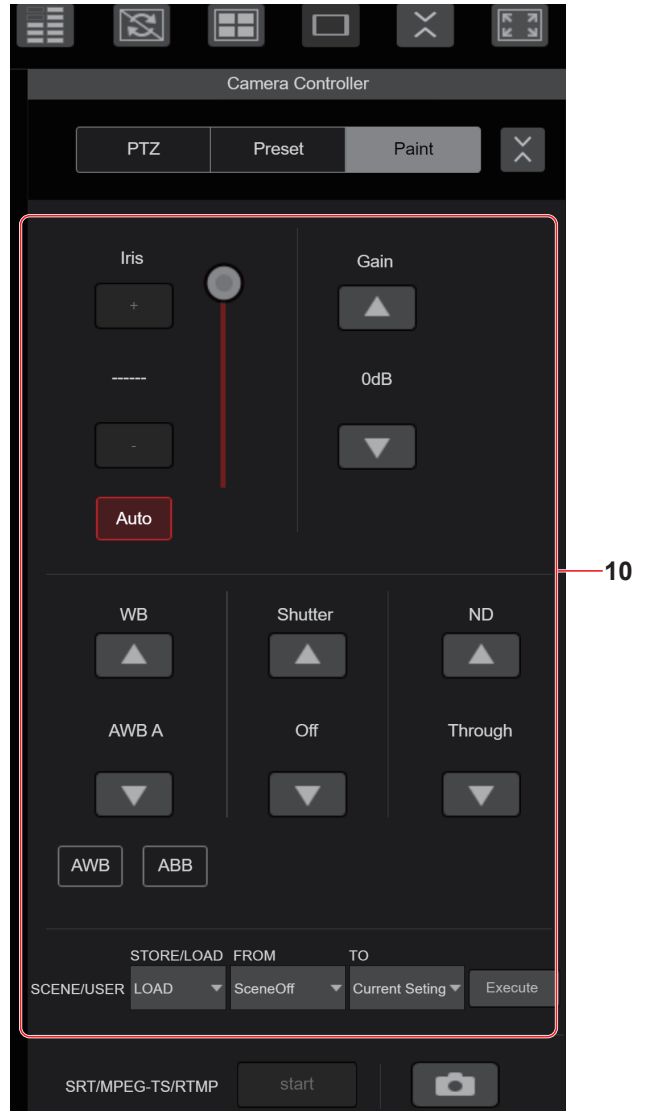 Camera Controller
PTZ Preset Paint
Iris Gain
+
------ 0dB
-
Auto
10
WB Shutter ND
AWB A Off Through
AWB ABB
STORE/LOAD FROM TO
SCENE/USER LOAD SceneOff Current Seting Execute
SRT/MPEG-TS/RTMP start